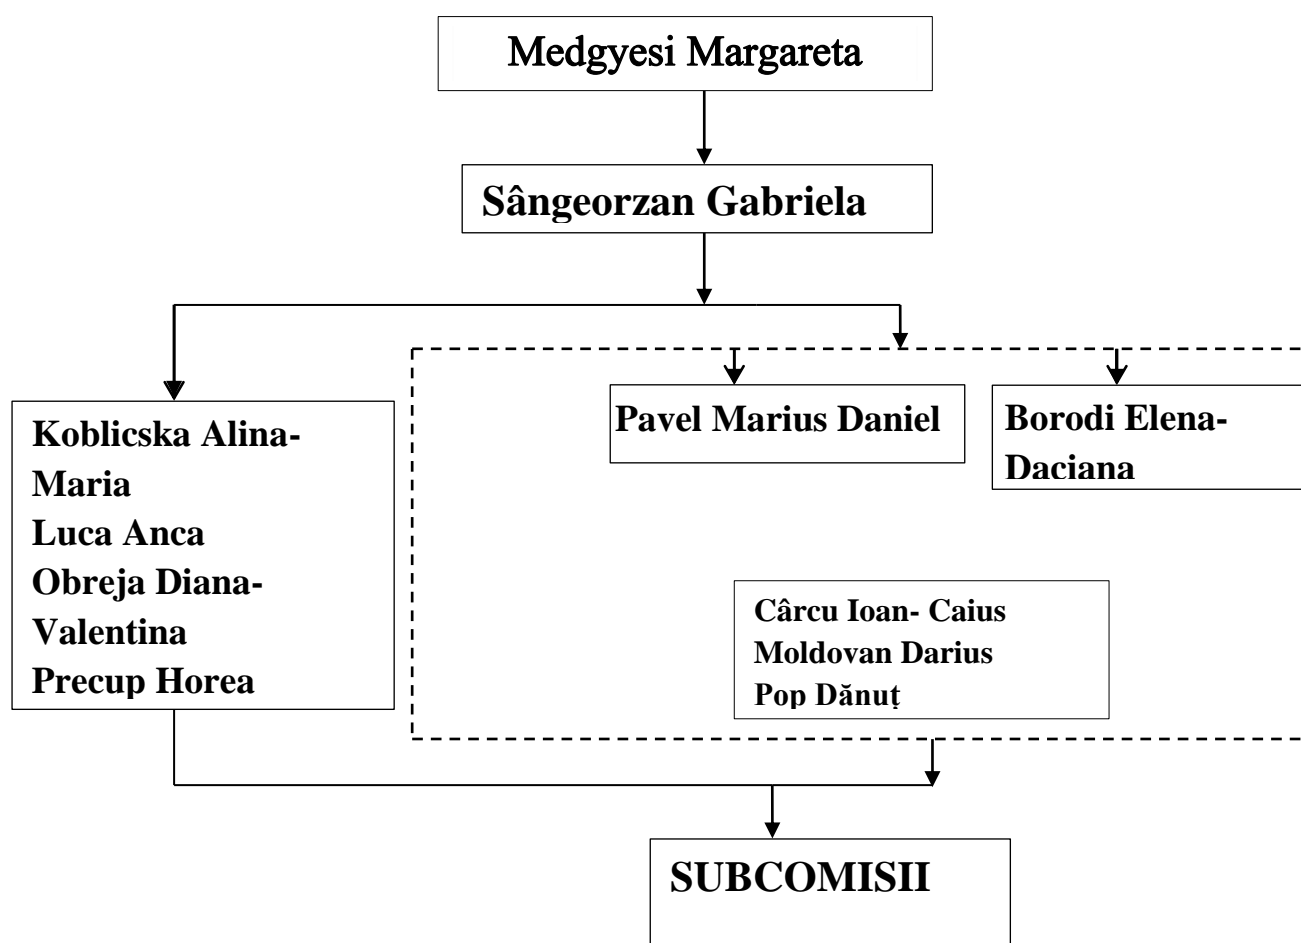 Medgyesi Margareta
Sângeorzan Gabriela
Koblicska Alina-
Maria
Luca Anca
Obreja Diana-
Valentina
Precup Horea
Pavel Marius Daniel
Borodi Elena-
Daciana
Cârcu Ioan- Caius
Moldovan Darius
Pop Dănuț
SUBCOMISII